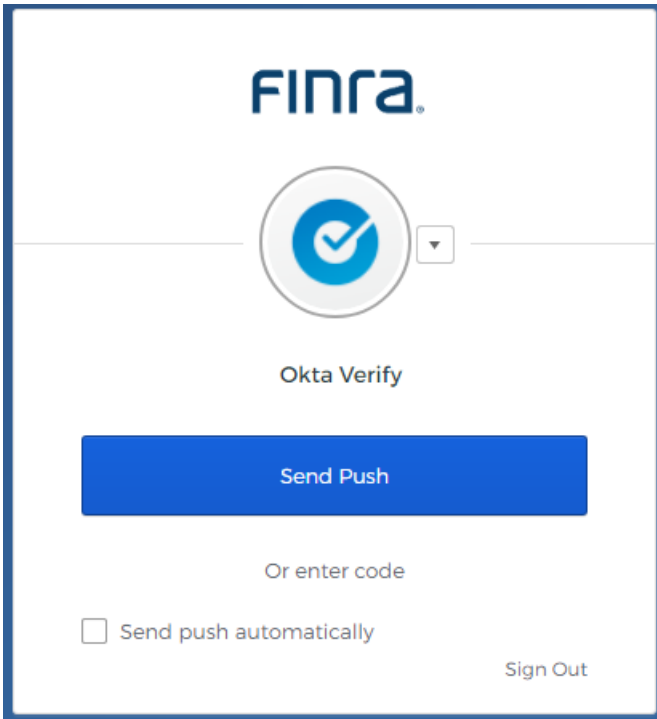 FINra®
Okta Verify
Send Push
Or enter code
Send push automatically
Sign Out